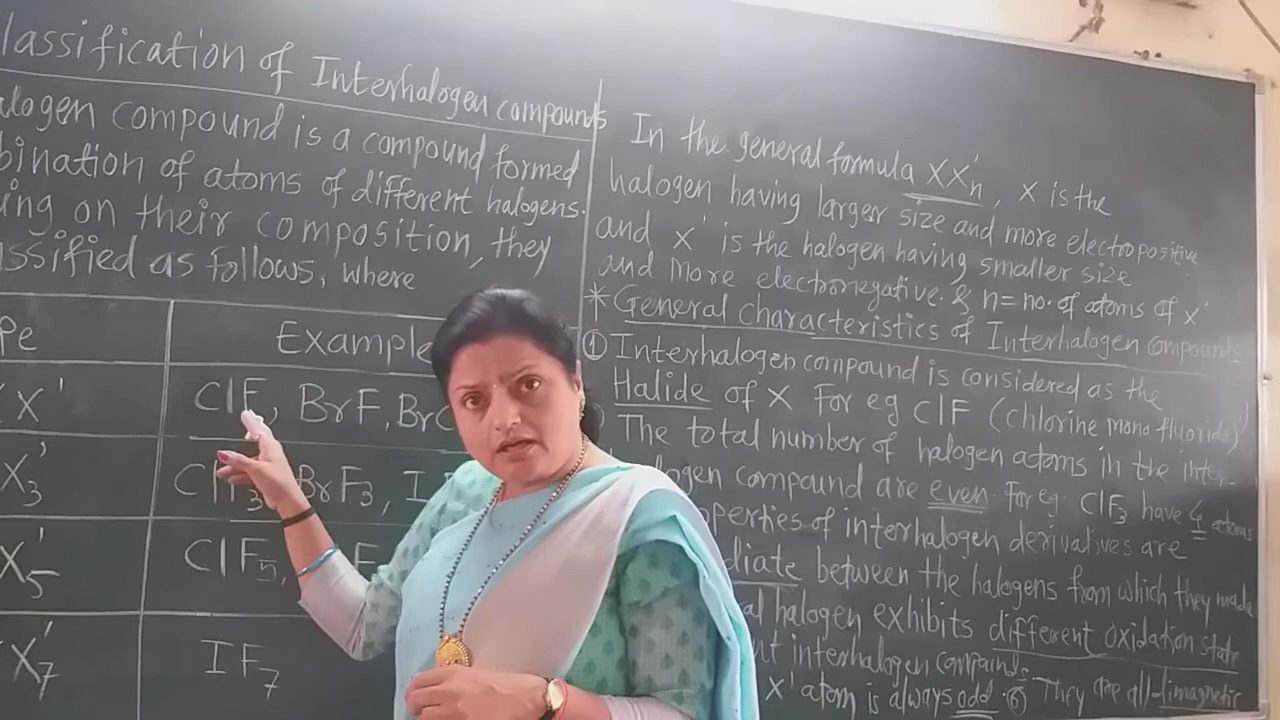 lassification of Interhalogen compounds
alogen compound is a compound formed
bination of atoms of different halogens.
ing on their composition, they
ssified as follows, where
Pe Example
X'
ClF, BrF, BrC
X'3
ClF3, BrF3, I
X'5
ClF5, F
X'7
IF7
In the general formula XX'n, X is the
halogen having larger size and more electropositive
and X' is the halogen having smaller size
and more electronegative. & n = no. of atoms of X'
* General characteristics of Interhalogen compounds
① Interhalogen compound is considered as the
Halide of X For eg ClF (chlorine mono fluoride)
The total number of halogen atoms in the inter-
logen compound are even. For eg. ClF3 have 4 atoms
operties of interhalogen derivatives are
diate between the halogens from which they made
al halogen exhibits different oxidation state
nt interhalogen compounds.
X' atom is always odd. ⑥ They are all dimagnetic